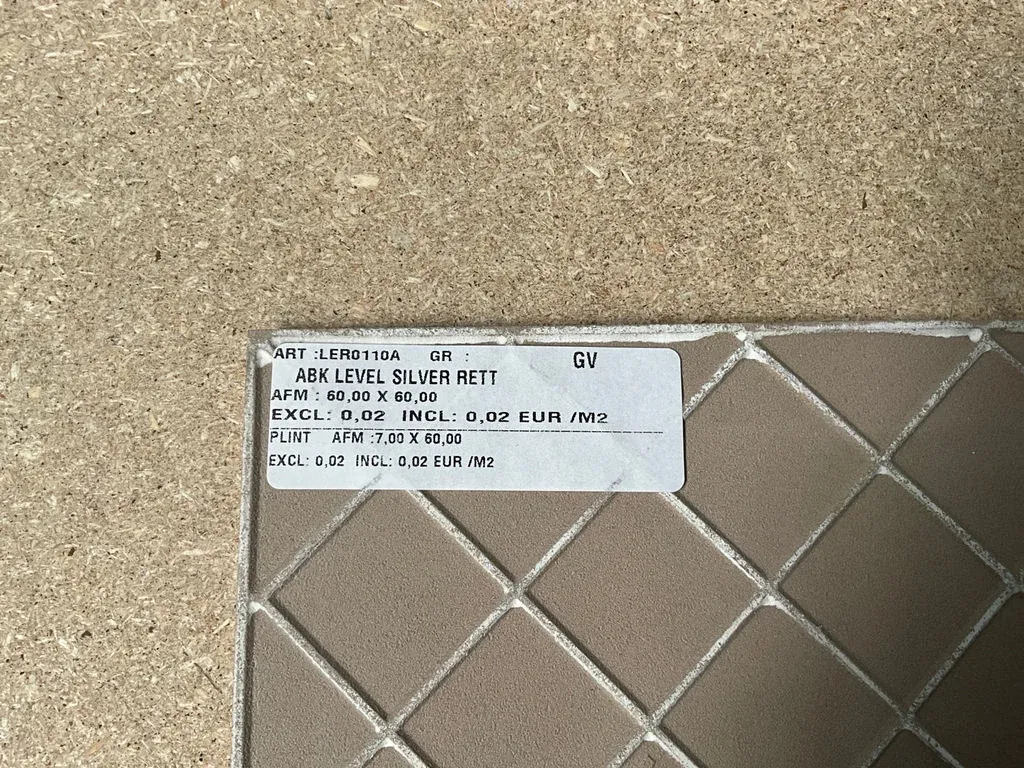 ART :LER0110A GR : GV
ABK LEVEL SILVER RETT
AFM : 60,00 X 60,00
EXCL: 0,02 INCL: 0,02 EUR /M2
PLINT AFM :7,00 X 60,00
EXCL: 0,02 INCL: 0,02 EUR /M2